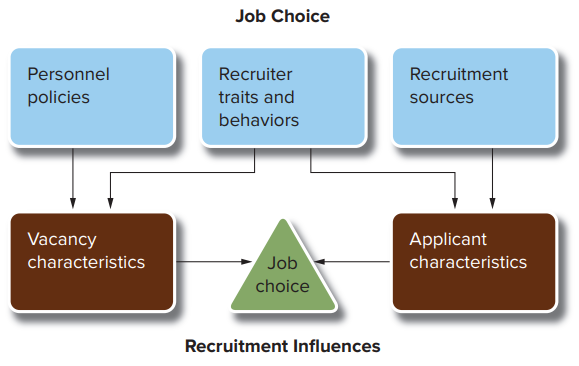 Job Choice
Personnel
policies
Recruiter
traits and
behaviors
Recruitment
sources
Vacancy
characteristics
Job
choice
Applicant
characteristics
Recruitment Influences